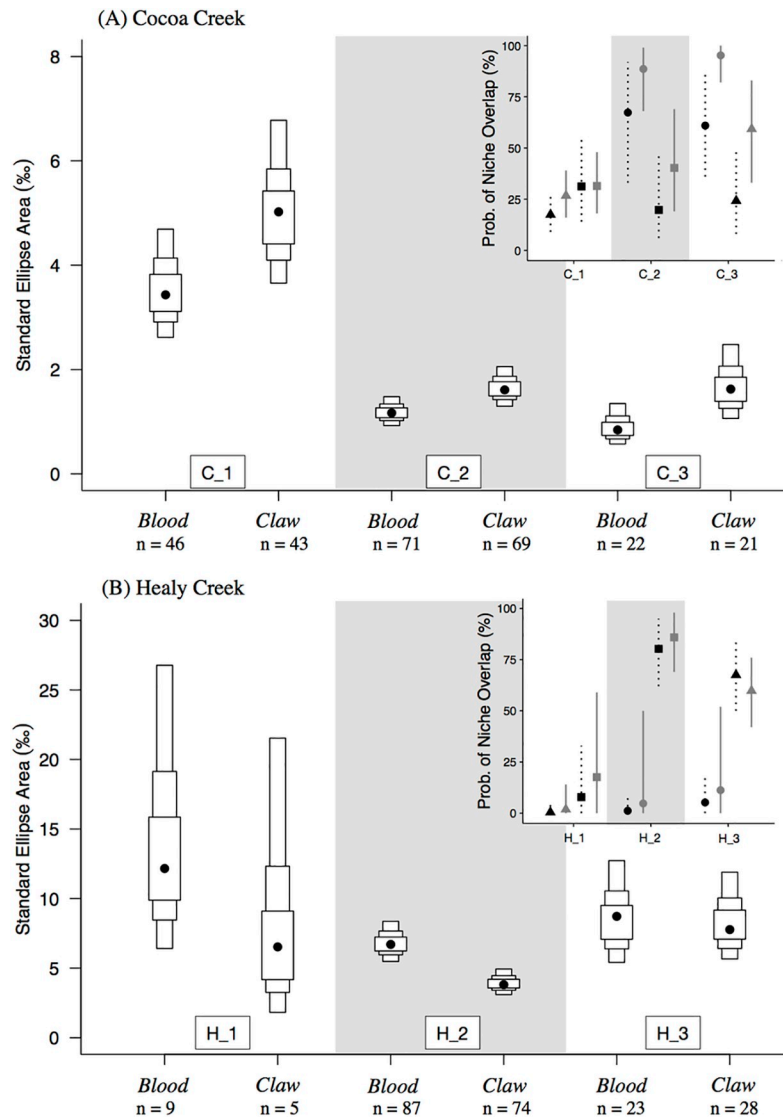 (A) Cocoa Creek
Standard Ellipse Area (‰)
8
6
4
2
0
Prob. of Niche Overlap (%)
100
75
50
25
0
C_1 C_2 C_3
C_1 C_2 C_3
Blood Claw Blood Claw Blood Claw
n = 46 n = 43 n = 71 n = 69 n = 22 n = 21
(B) Healy Creek
Standard Ellipse Area (‰)
30
25
20
15
10
5
0
Prob. of Niche Overlap (%)
100
75
50
25
0
H_1 H_2 H_3
H_1 H_2 H_3
Blood Claw Blood Claw Blood Claw
n = 9 n = 5 n = 87 n = 74 n = 23 n = 28